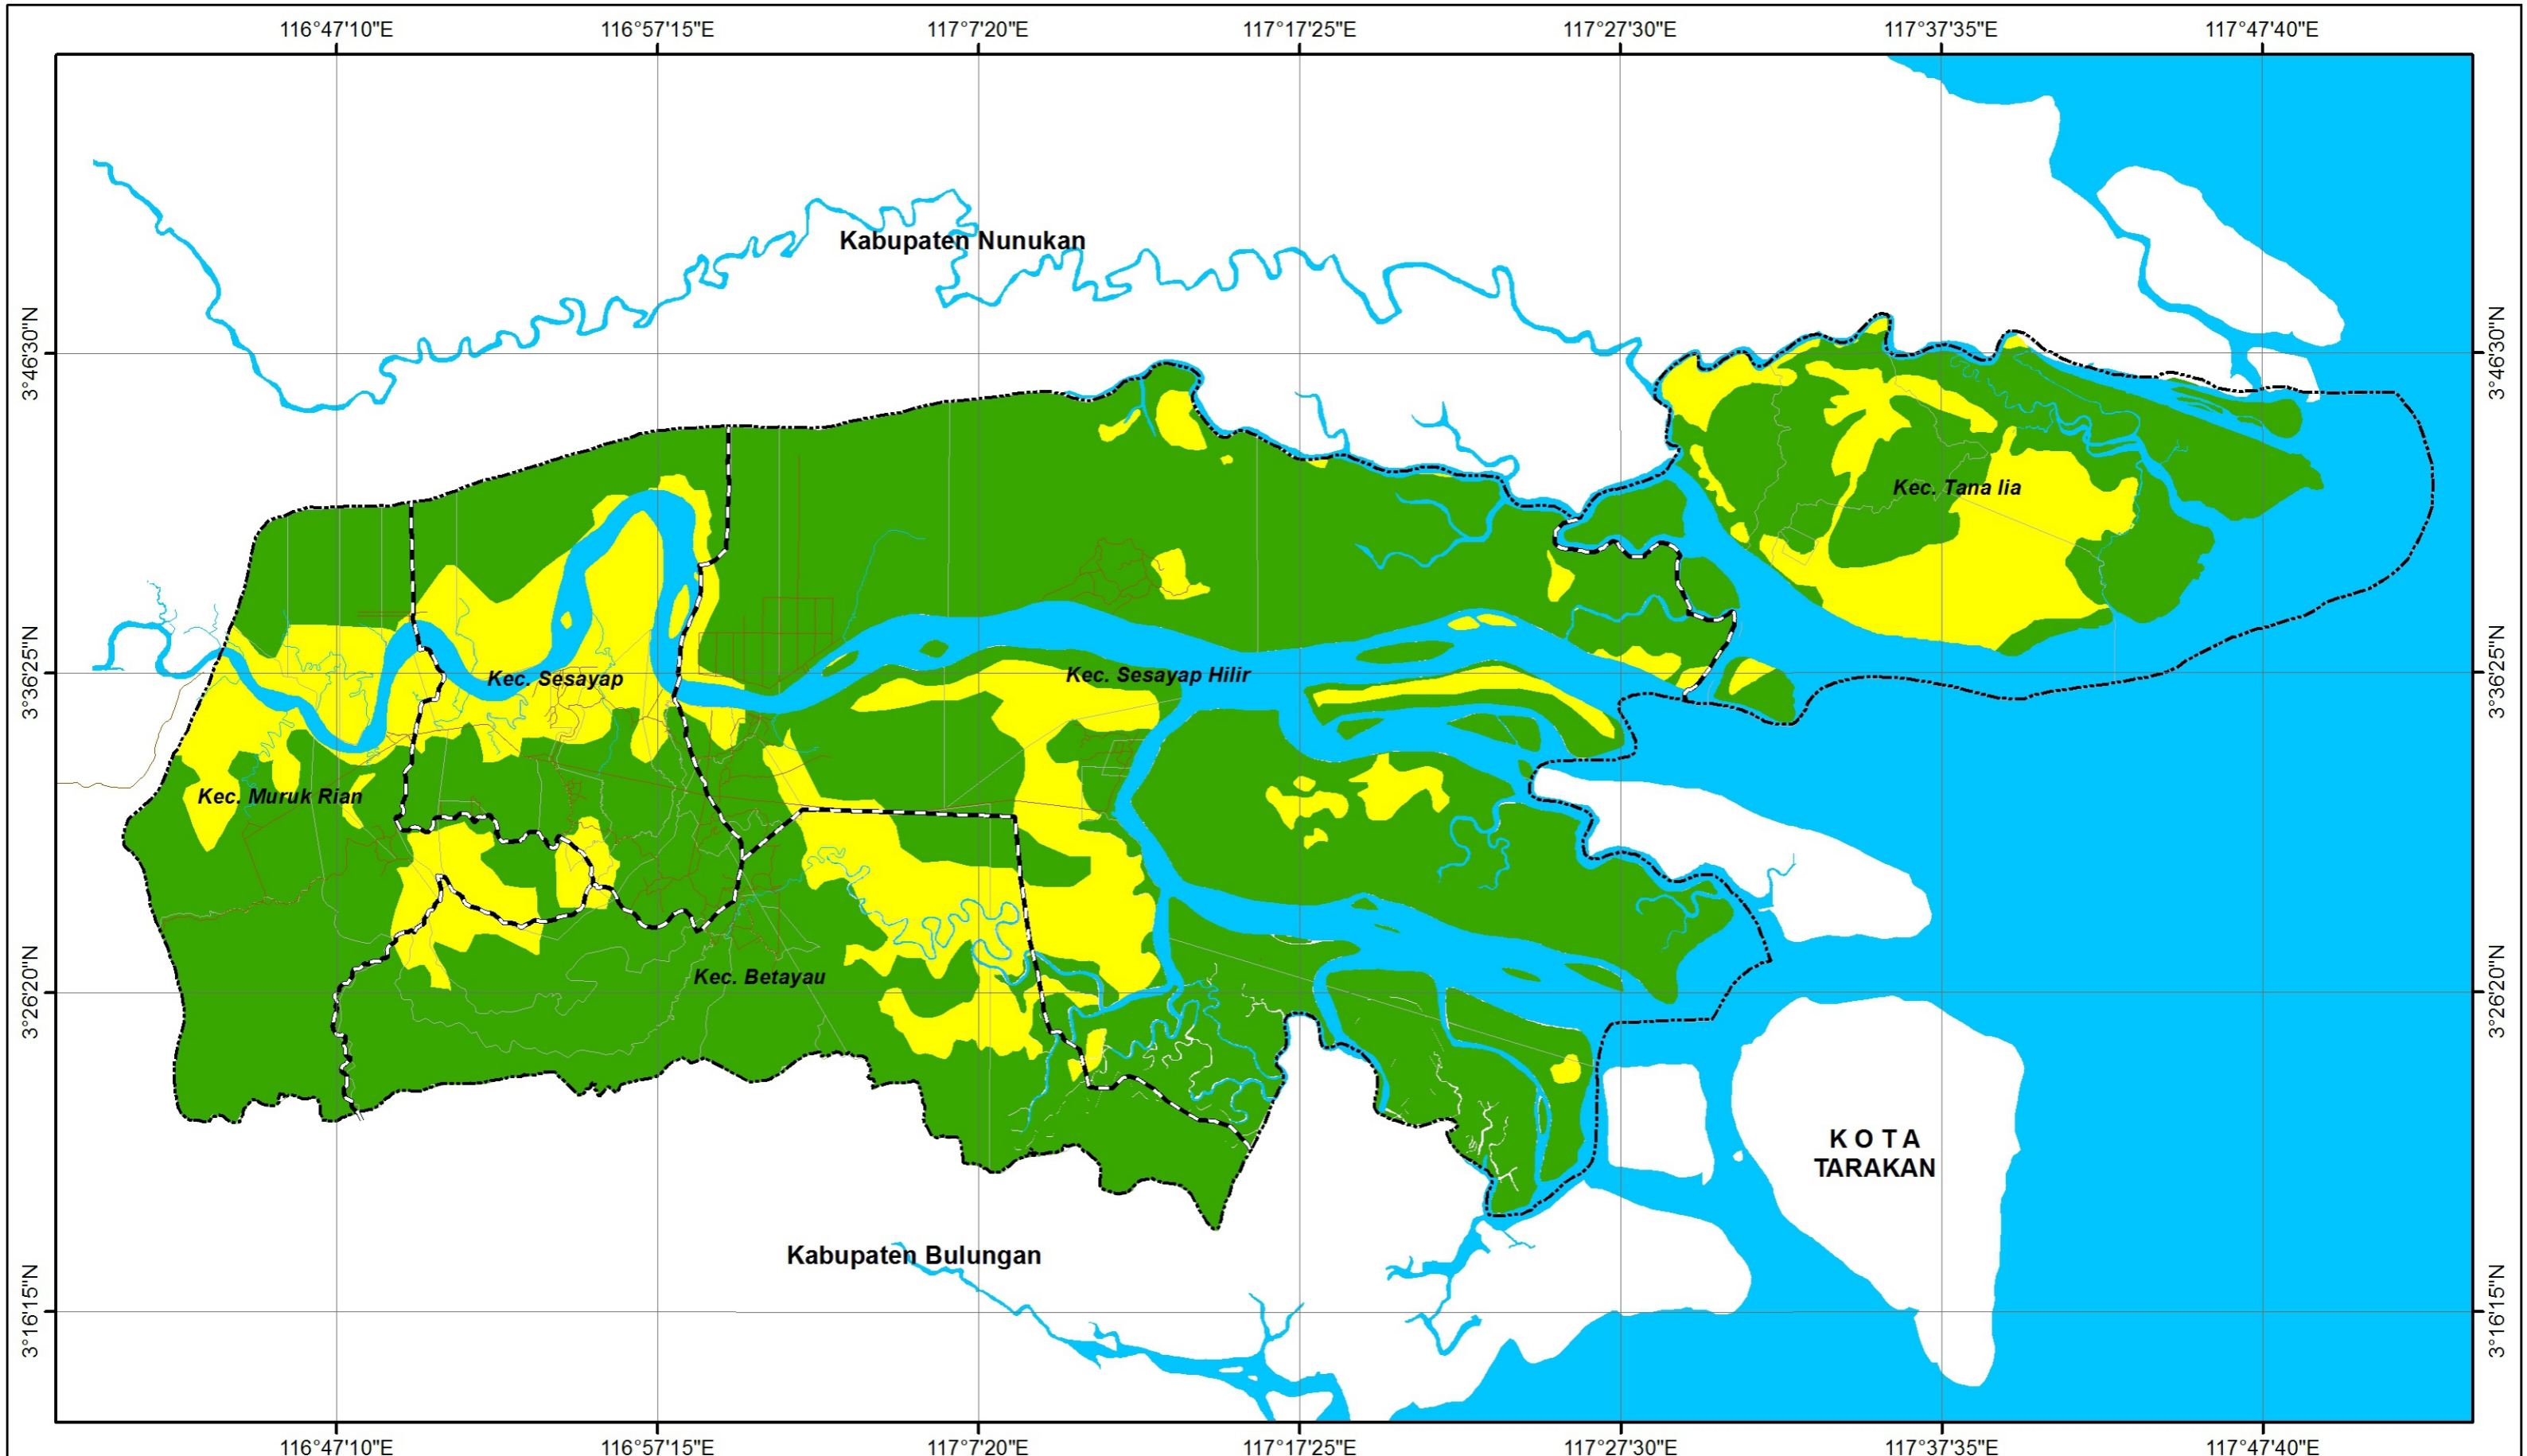 116°47'10"E 116°57'15"E 117°7'20"E 117°17'25"E 117°27'30"E 117°37'35"E 117°47'40"E
Kabupaten Nunukan
3°46'30"N 3°46'30"N
Kec. Tana lia
3°36'25"N Kec. Sesayap Kec. Sesayap Hilir 3°36'25"N
Kec. Muruk Rian
Kec. Betayau
3°26'20"N 3°26'20"N
KOTA
TARAKAN
Kabupaten Bulungan
3°16'15"N 3°16'15"N
116°47'10"E 116°57'15"E 117°7'20"E 117°17'25"E 117°27'30"E 117°37'35"E 117°47'40"E